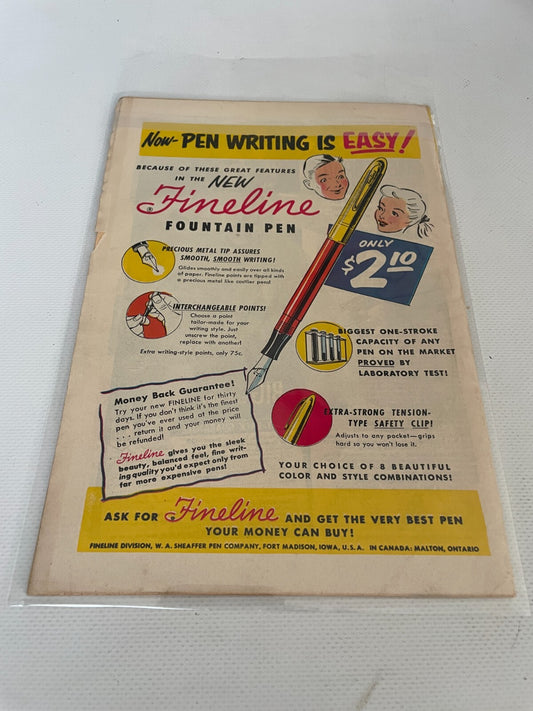 Now- PEN WRITING IS EASY!
BECAUSE OF THESE GREAT FEATURES
IN THE NEW
Fineline
®
FOUNTAIN PEN
ONLY
$2.10
PRECIOUS METAL TIP ASSURES
SMOOTH, SMOOTH WRITING!
Glides smoothly and easily over all kinds
of paper. Fineline points are tipped with
a precious metal like costlier pens!
INTERCHANGEABLE POINTS!
Choose a point
tailor-made for your
writing style. Just
unscrew the point,
replace with another!
Extra writing-style points, only 75c.
BIGGEST ONE-STROKE
CAPACITY OF ANY
PEN ON THE MARKET
PROVED BY
LABORATORY TEST!
Money Back Guarantee!
Try your new FINELINE for thirty
days. If you don't think it's the finest
pen you've ever used at the price
. . . return it and your money will
be refunded!
Fineline gives you the sleek
beauty, balanced feel, fine writ-
ing quality you'd expect only from
far more expensive pens!
EXTRA-STRONG TENSION-
TYPE SAFETY CLIP!
Adjusts to any pocket—grips
hard so you won't lose it.
YOUR CHOICE OF 8 BEAUTIFUL
COLOR AND STYLE COMBINATIONS!
ASK FOR Fineline AND GET THE VERY BEST PEN
YOUR MONEY CAN BUY!
FINELINE DIVISION, W. A. SHEAFFER PEN COMPANY, FORT MADISON, IOWA, U.S.A. IN CANADA: MALTON, ONTARIO